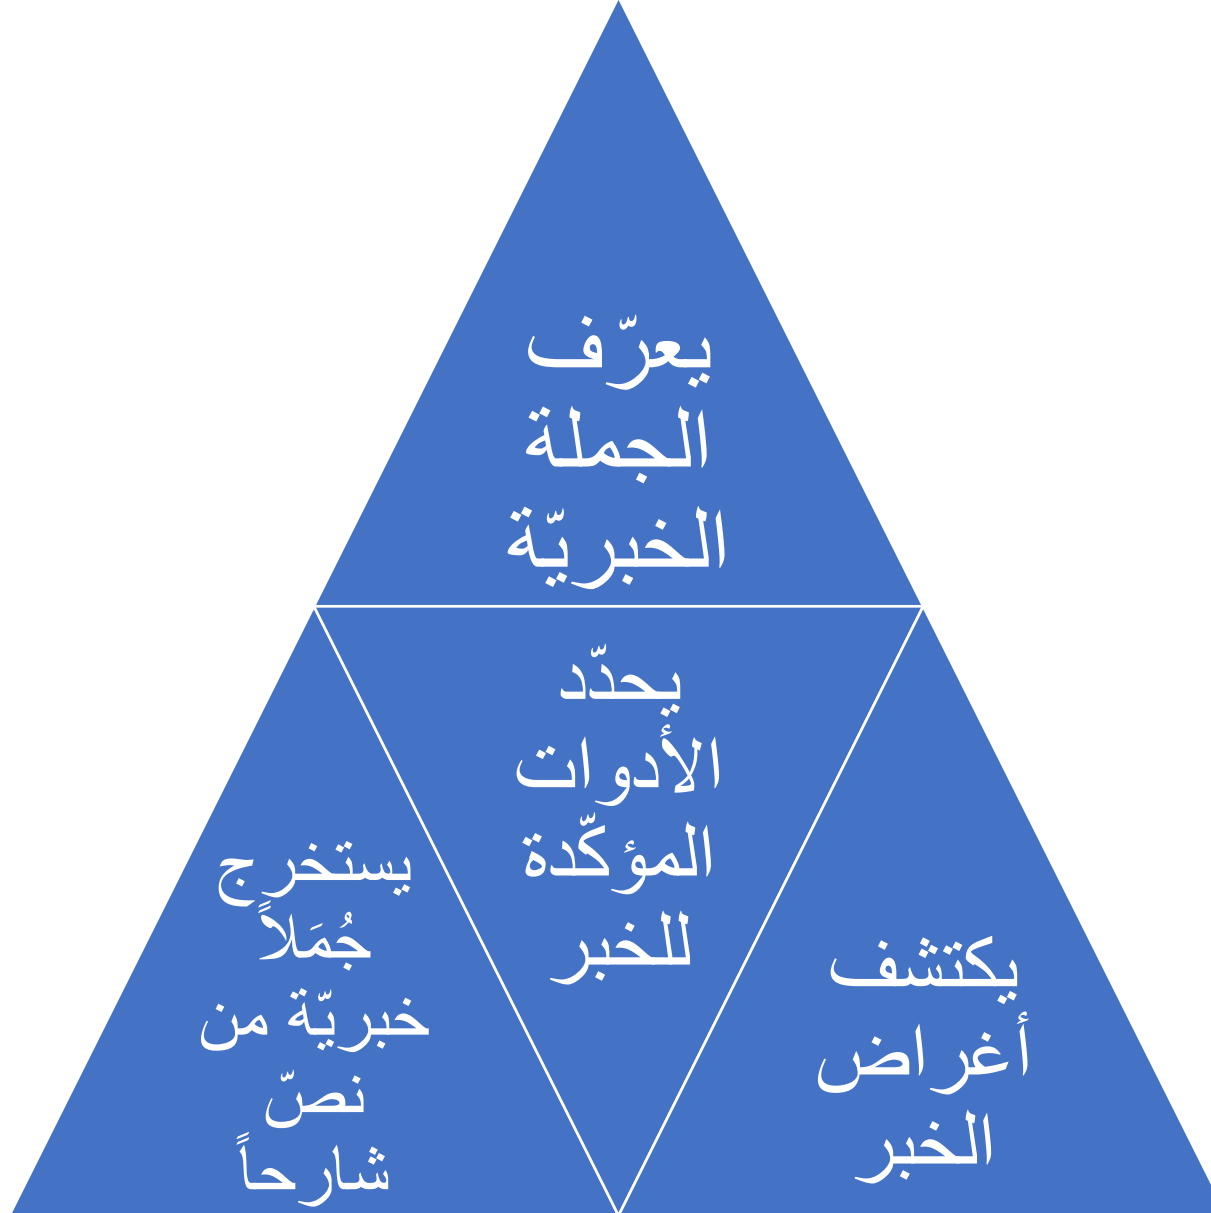 يعرّف
الجملة
الخبريّة
يحدّد
الأدوات
المؤكّدة
للخبر
يكتشف
أغراض
الخبر
يستخرج
جُمَلاً
خبريّة من
نصّ
شارحاً